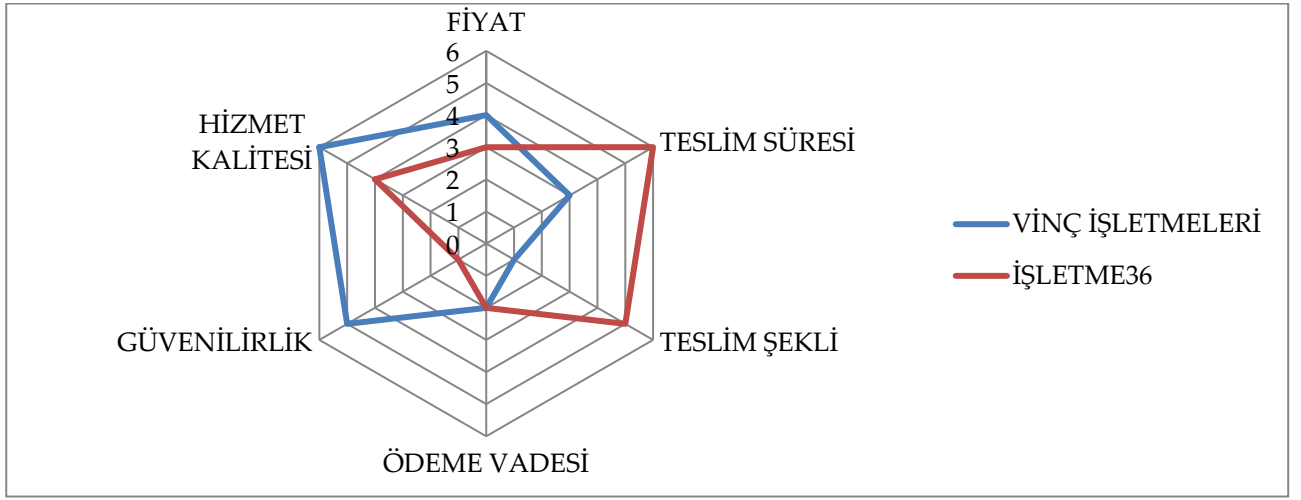 FİYAT
6
5
4
3
2
1
0
HİZMET
KALİTESİ
TESLİM SÜRESİ
GÜVENİLİRLİK
TESLİM ŞEKLİ
ÖDEME VADESİ
VİNÇ İŞLETMELERİ
İŞLETME36